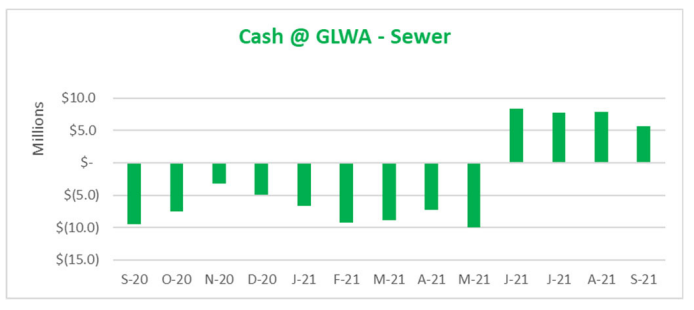 Cash @ GLWA - Sewer
Millions
$10.0
$5.0
$-
$(5.0)
$(10.0)
$(15.0)
S-20 O-20 N-20 D-20 J-21 F-21 M-21 A-21 M-21 J-21 J-21 A-21 S-21